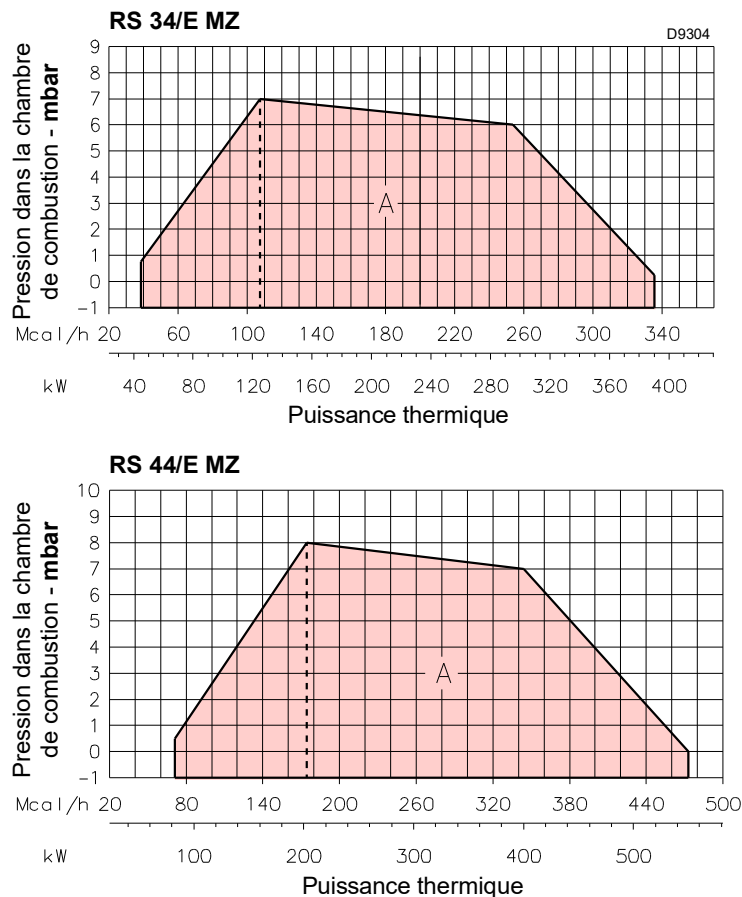 RS 34/E MZ
D9304
Pression dans la chambre
de combustion - mbar
9
8
7
6
5
4
3
2
1
0
-1
A
Mcal/h 20 60 100 140 180 220 260 300 340
kW 40 80 120 160 200 240 280 320 360 400
Puissance thermique
RS 44/E MZ
Pression dans la chambre
de combustion - mbar
10
9
8
7
6
5
4
3
2
1
0
-1
A
Mcal/h 20 80 140 200 260 320 380 440 500
kW 100 200 300 400 500
Puissance thermique